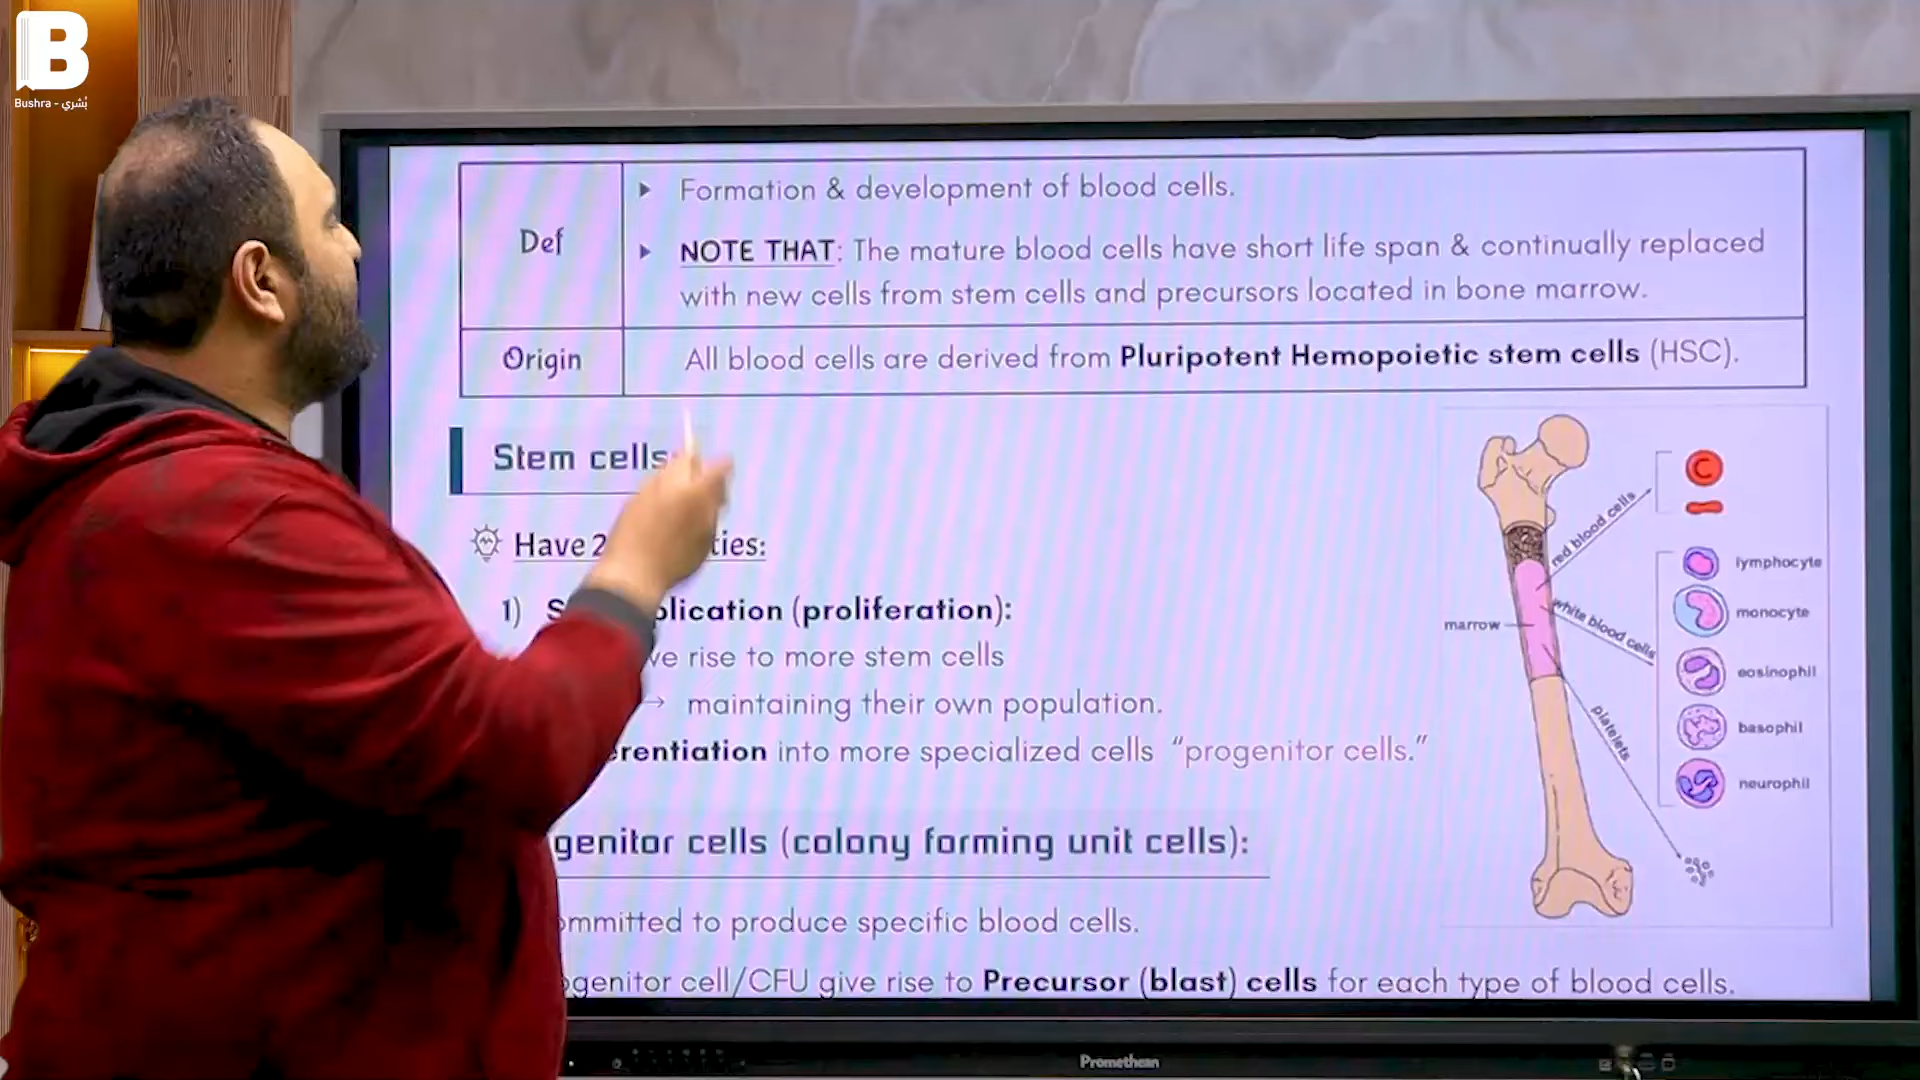 B
Bushra - بُشري
Def
Formation & development of blood cells.
NOTE THAT: The mature blood cells have short life span & continually replaced
with new cells from stem cells and precursors located in bone marrow.
Origin
All blood cells are derived from Pluripotent Hemopoietic stem cells (HSC).
Stem cells
Have 2
ties:
1) S
plication (proliferation):
ve rise to more stem cells
→ maintaining their own population.
erentiation into more specialized cells “progenitor cells.”
genitor cells (colony forming unit cells):
ommitted to produce specific blood cells.
ogenitor cell/CFU give rise to Precursor (blast) cells for each type of blood cells.
marrow
red blood cells
white blood cells
platelets
lymphocyte
monocyte
eosinophil
basophil
neurophil
Promethean